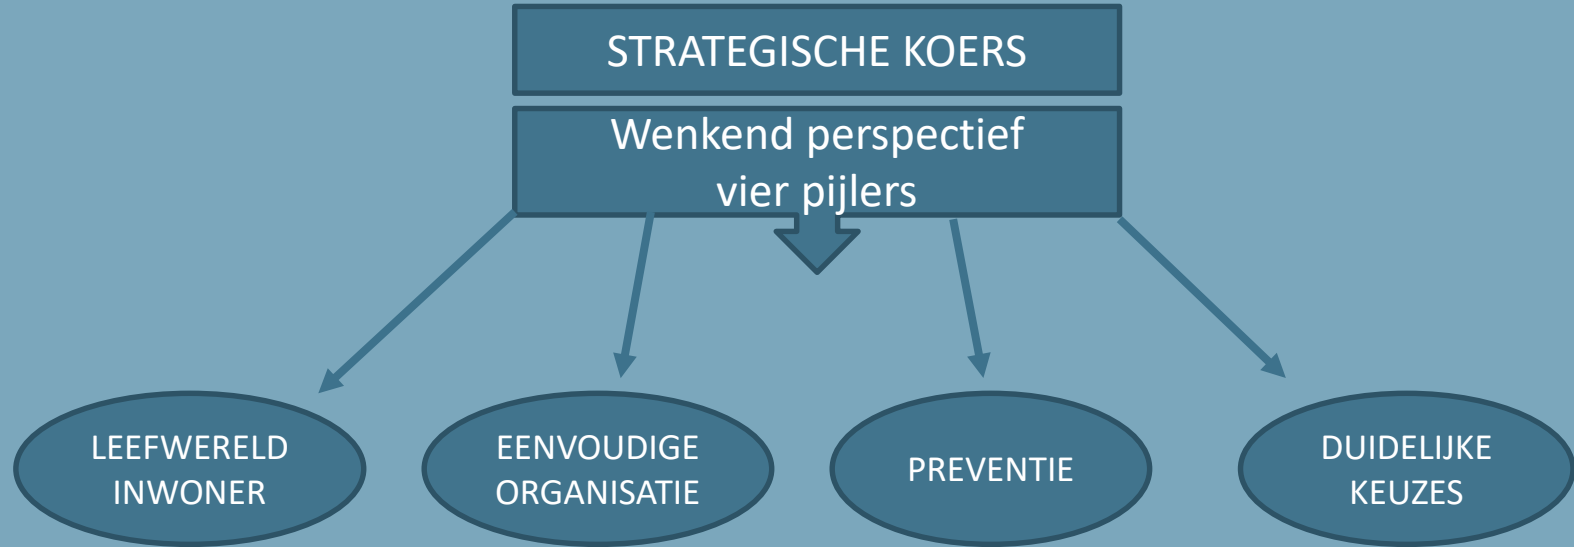 STRATEGISCHE KOERS
Wenkend perspectief
vier pijlers
LEEFWERELD
INWONER
EENVOUDIGE
ORGANISATIE
PREVENTIE
DUIDELIJKE
KEUZES